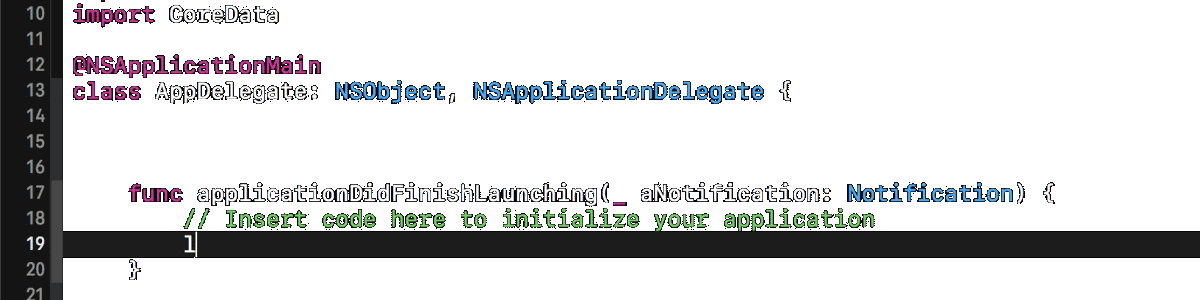 10 import CoreData
11
12 @NSApplicationMain
13 class AppDelegate: NSObject, NSApplicationDelegate {
14
15
16
17 func applicationDidFinishLaunching(_ aNotification: Notification) {
18 // Insert code here to initialize your application
19 l
20 }
21